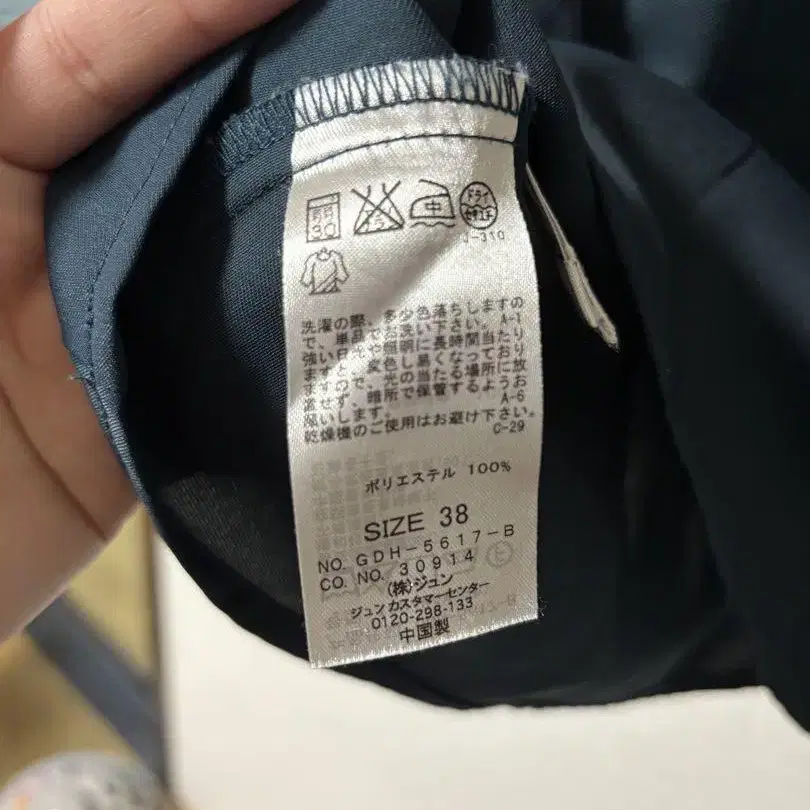 弱
30
中
ドライ
J-310
洗濯の際、多少色落ちしますの
で、単品でお洗い下さい。A-1
強い日光や照明に長時間当たり
ますと変色し易くなっており
ますので、光の当たる場所に放
置せず、暗所で保管するようお
願いします。 A-6
乾燥機のご使用はお避け下さい。
C-29
ポリエステル 100%
SIZE 38
NO. GDH-5617-B
CO. NO. 30914
(株)ジュン
ジュンカスタマーセンター
0120-298-133
中国製